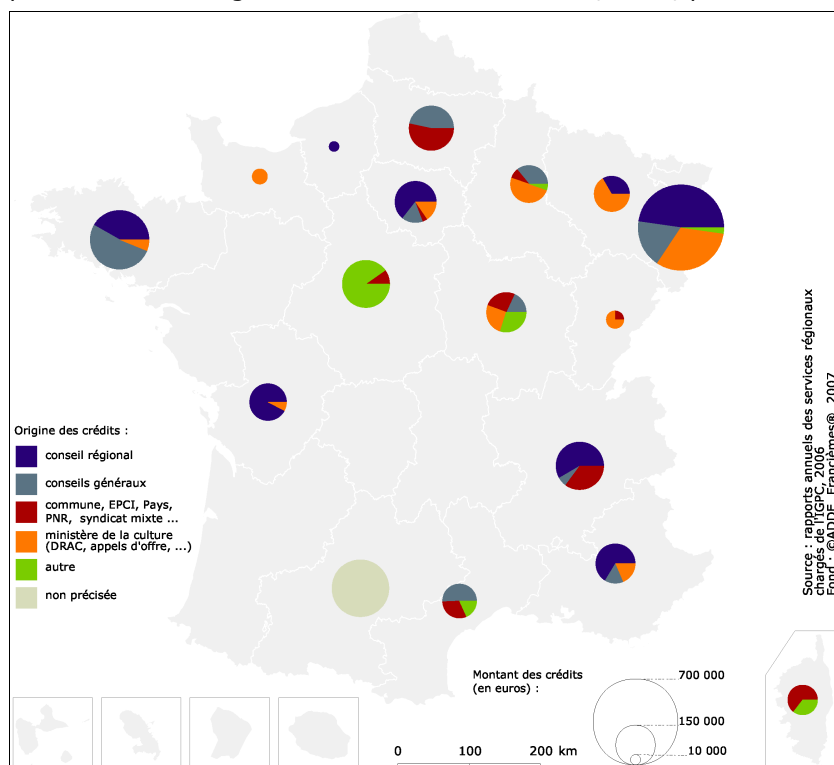 Origine des crédits :
conseil régional
conseils généraux
commune, EPCI, Pays,
PNR, syndicat mixte ...
ministère de la culture
(DRAC, appels d'offre, ...)
autre
non précisée
Montant des crédits
(en euros) :
700 000
150 000
10 000
0 100 200 km
Source : rapports annuels des services régionaux
chargés de l'IGPC, 2006